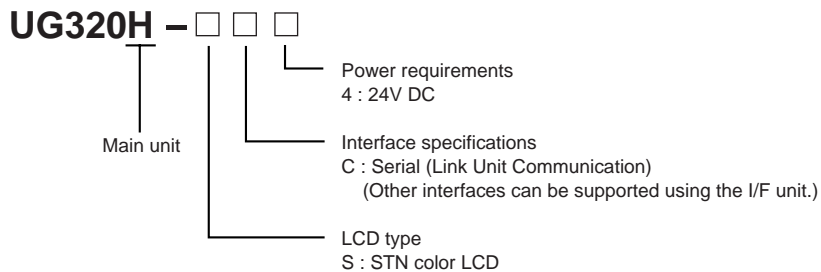 UG320H – □ □ □
Power requirements
4 : 24V DC
Main unit
Interface specifications
C : Serial (Link Unit Communication)
(Other interfaces can be supported using the I/F unit.)
LCD type
S : STN color LCD